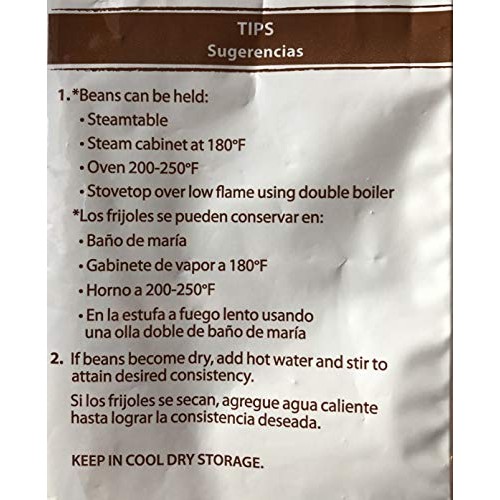 TIPS
Sugerencias
1.*Beans can be held:
• Steamtable
• Steam cabinet at 180°F
• Oven 200-250°F
• Stovetop over low flame using double boiler
*Los frijoles se pueden conservar en:
• Baño de maría
• Gabinete de vapor a 180°F
• Horno a 200-250°F
• En la estufa a fuego lento usando
una olla doble de baño de maría
2. If beans become dry, add hot water and stir to
attain desired consistency.
Si los frijoles se secan, agregue agua caliente
hasta lograr la consistencia deseada.
KEEP IN COOL DRY STORAGE.